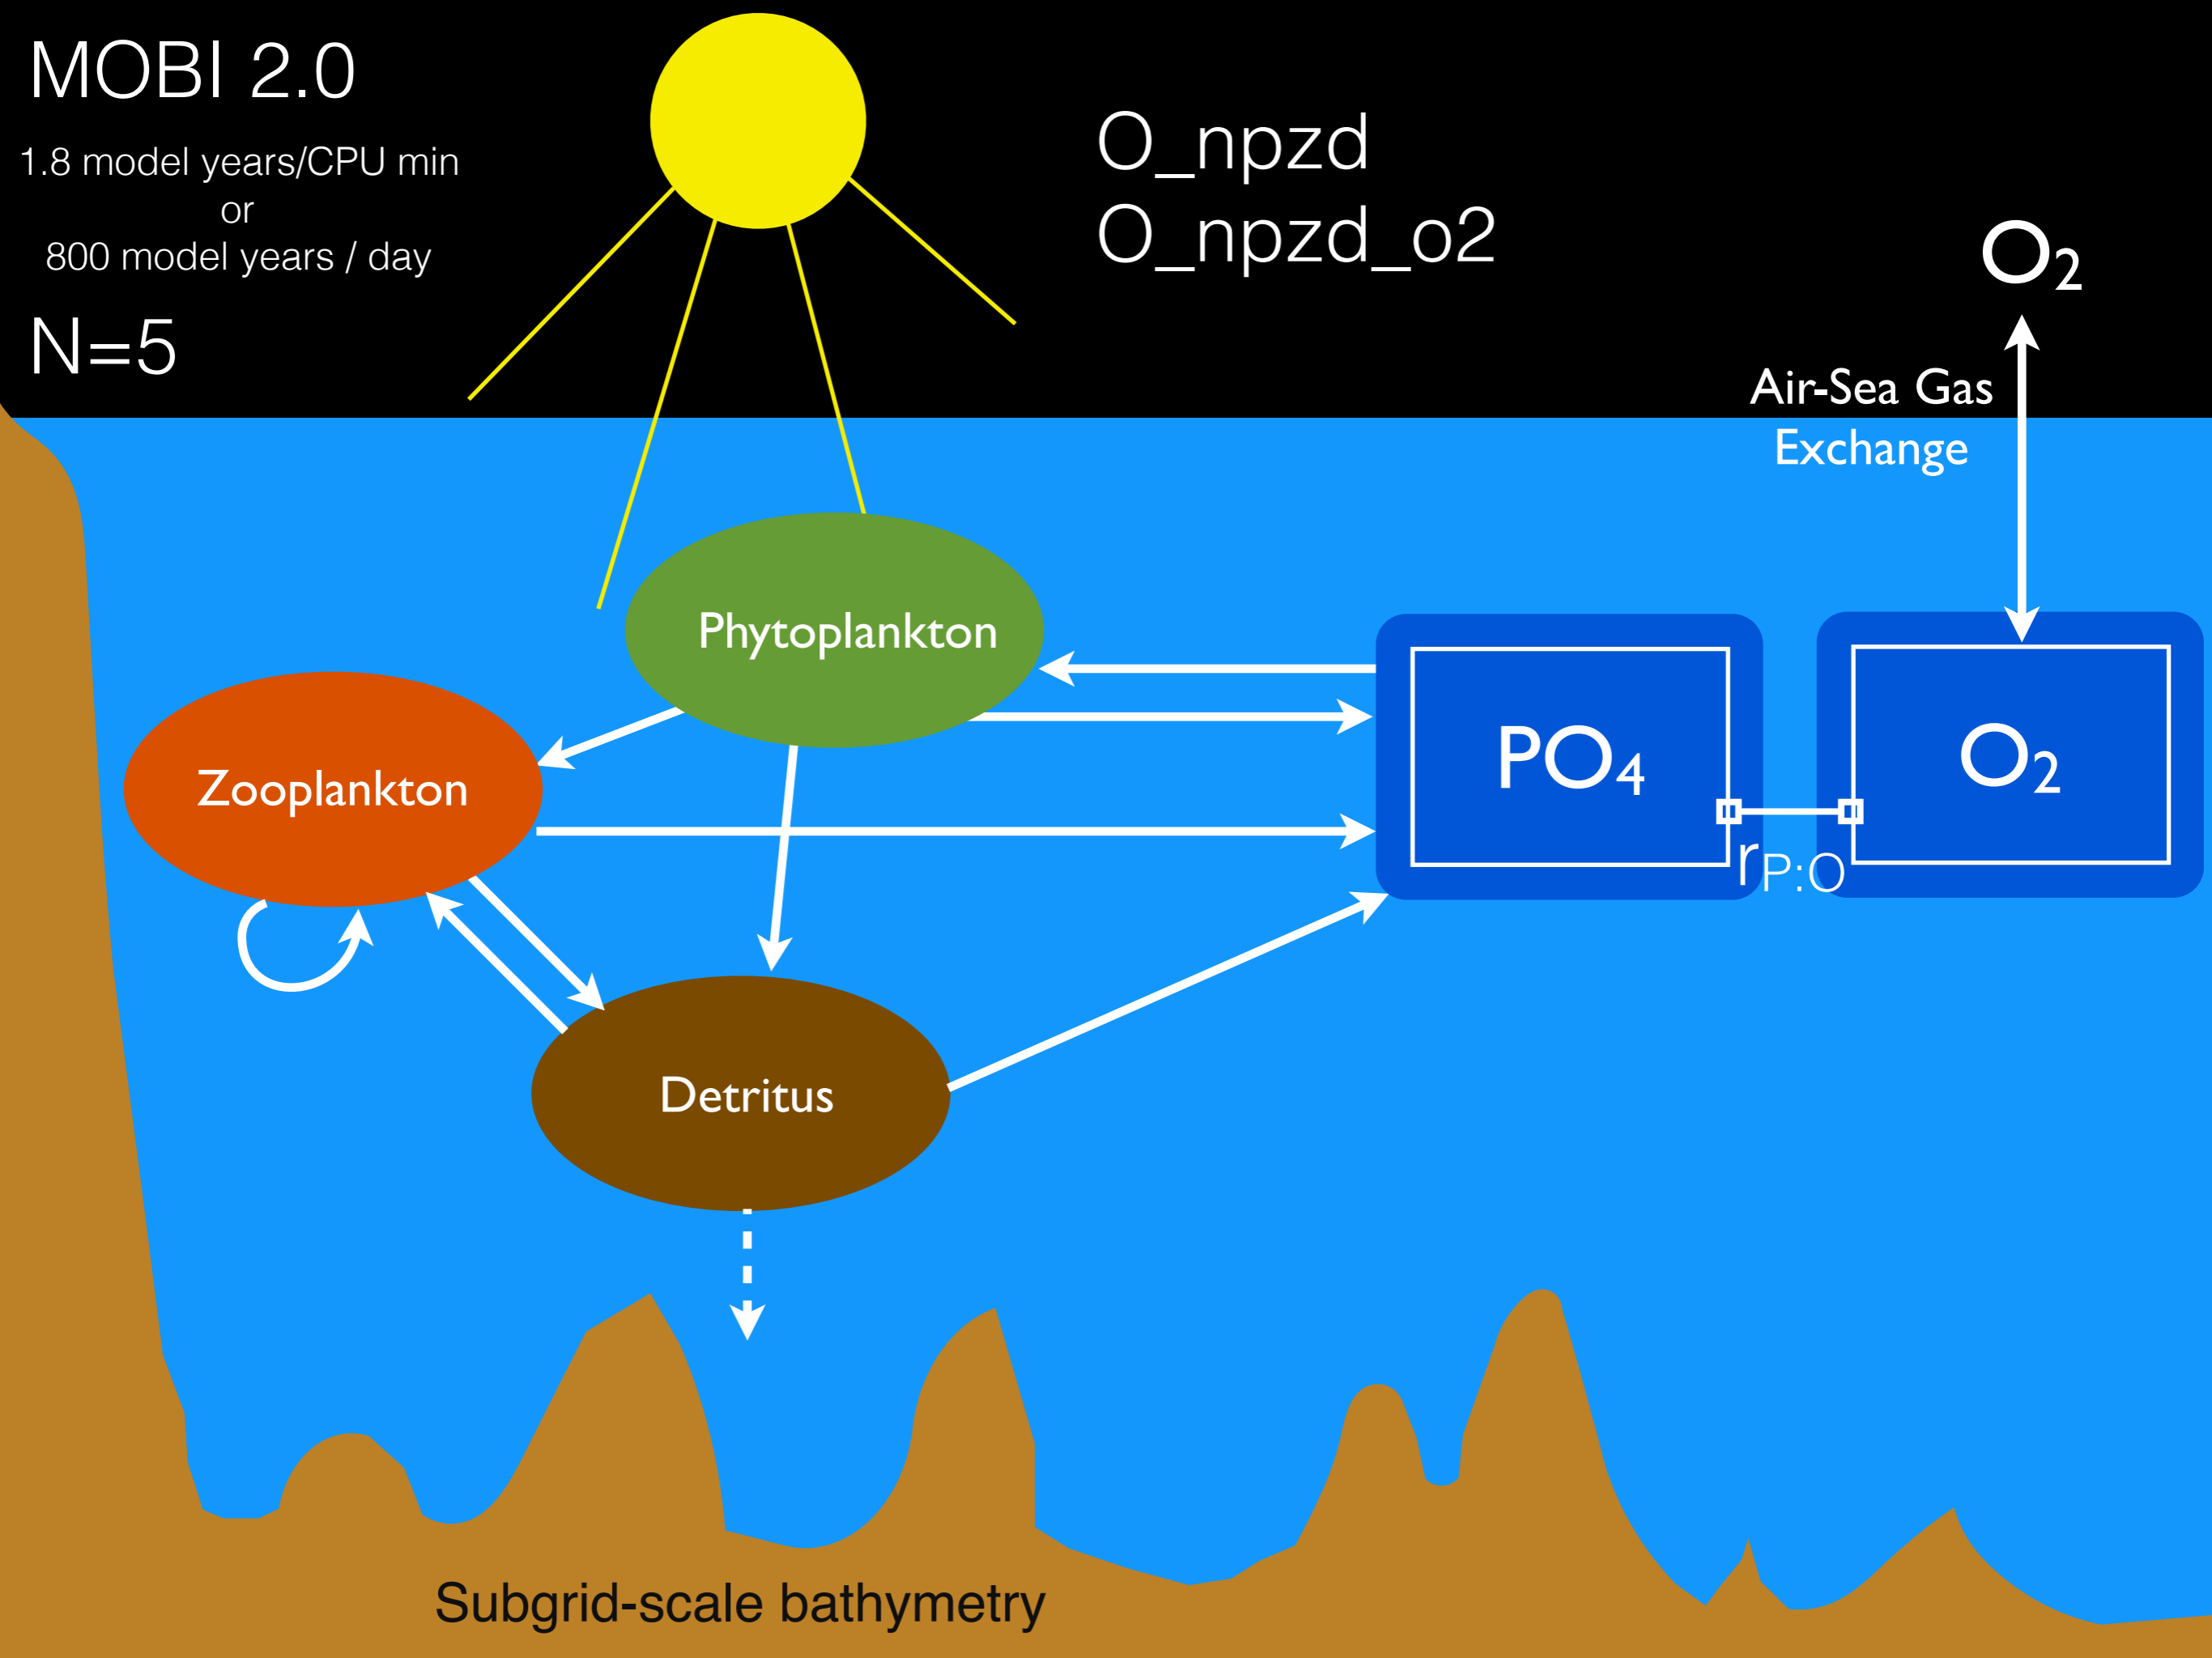 MOBI 2.0
1.8 model years/CPU min
or
800 model years / day
N=5
O_npzd
O_npzd_o2
O₂
Air-Sea Gas
Exchange
Phytoplankton
Zooplankton
PO₄
O₂
rP:O
Detritus
Subgrid-scale bathymetry